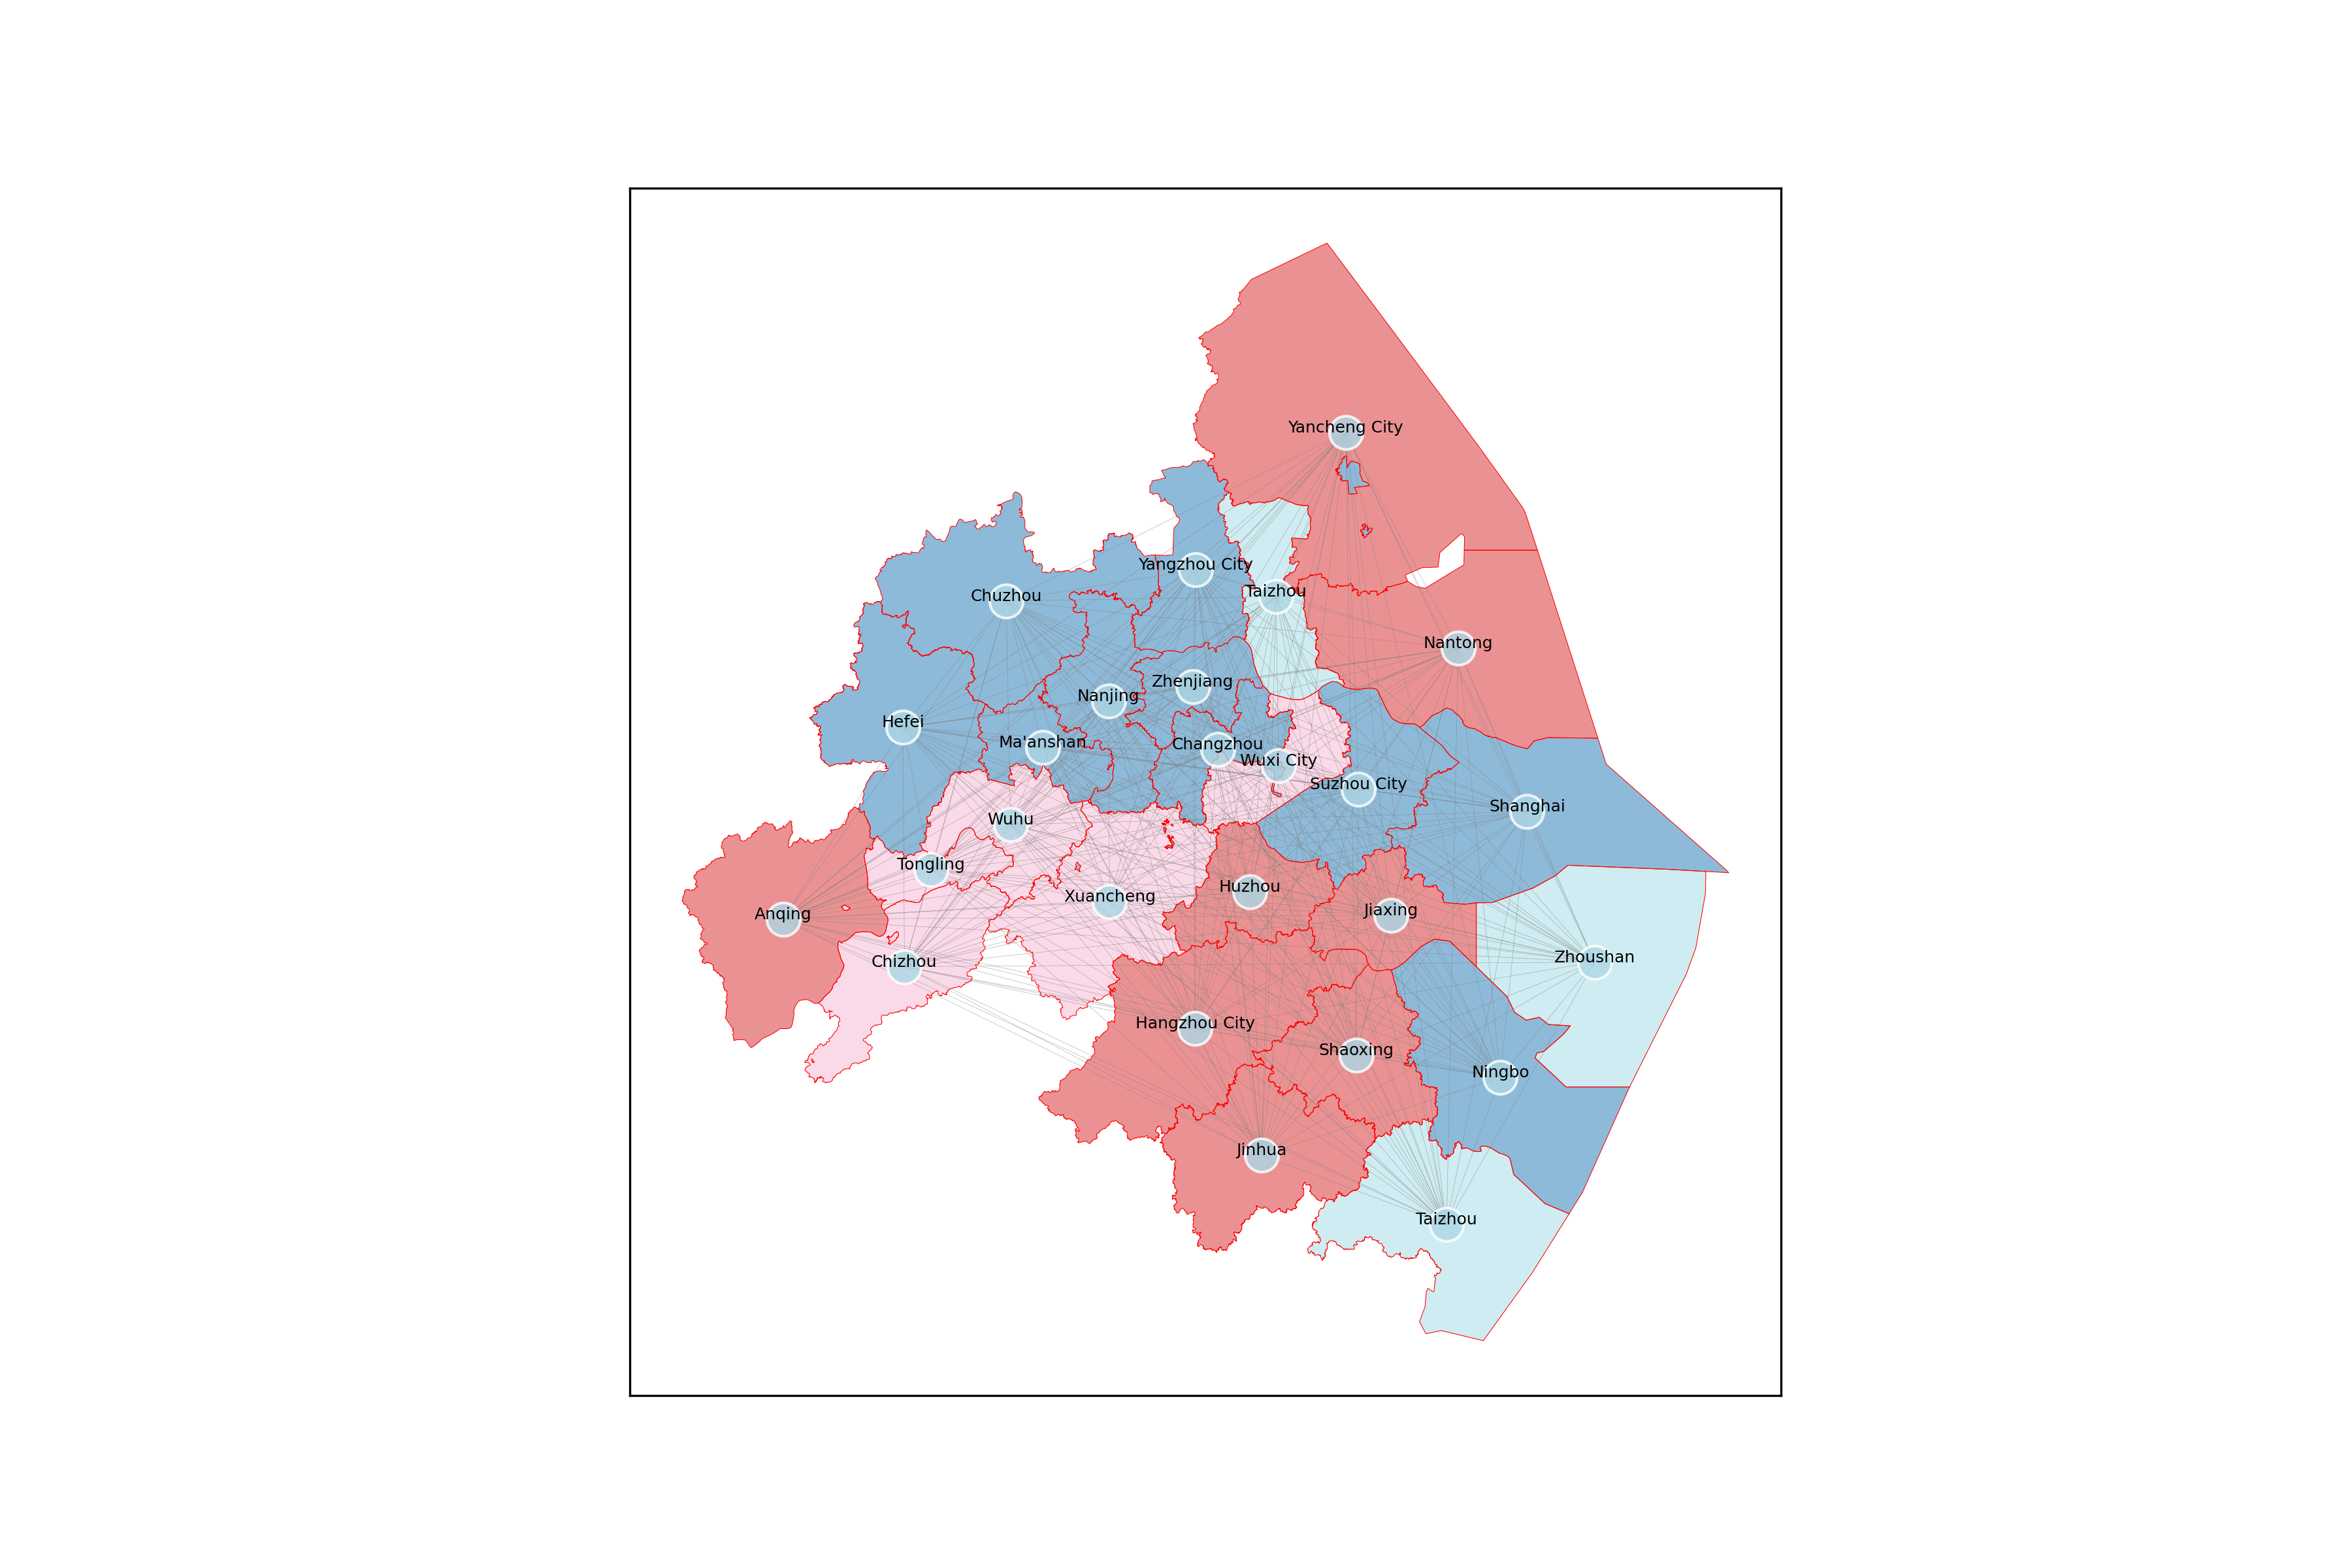 Yancheng City
Yangzhou City
Taizhou
Chuzhou
Nantong
Zhenjiang
Nanjing
Hefei
Ma'anshan
Changzhou
Wuxi City
Suzhou City
Shanghai
Wuhu
Tongling
Huzhou
Xuancheng
Jiaxing
Anqing
Zhoushan
Chizhou
Hangzhou City
Shaoxing
Ningbo
Jinhua
Taizhou